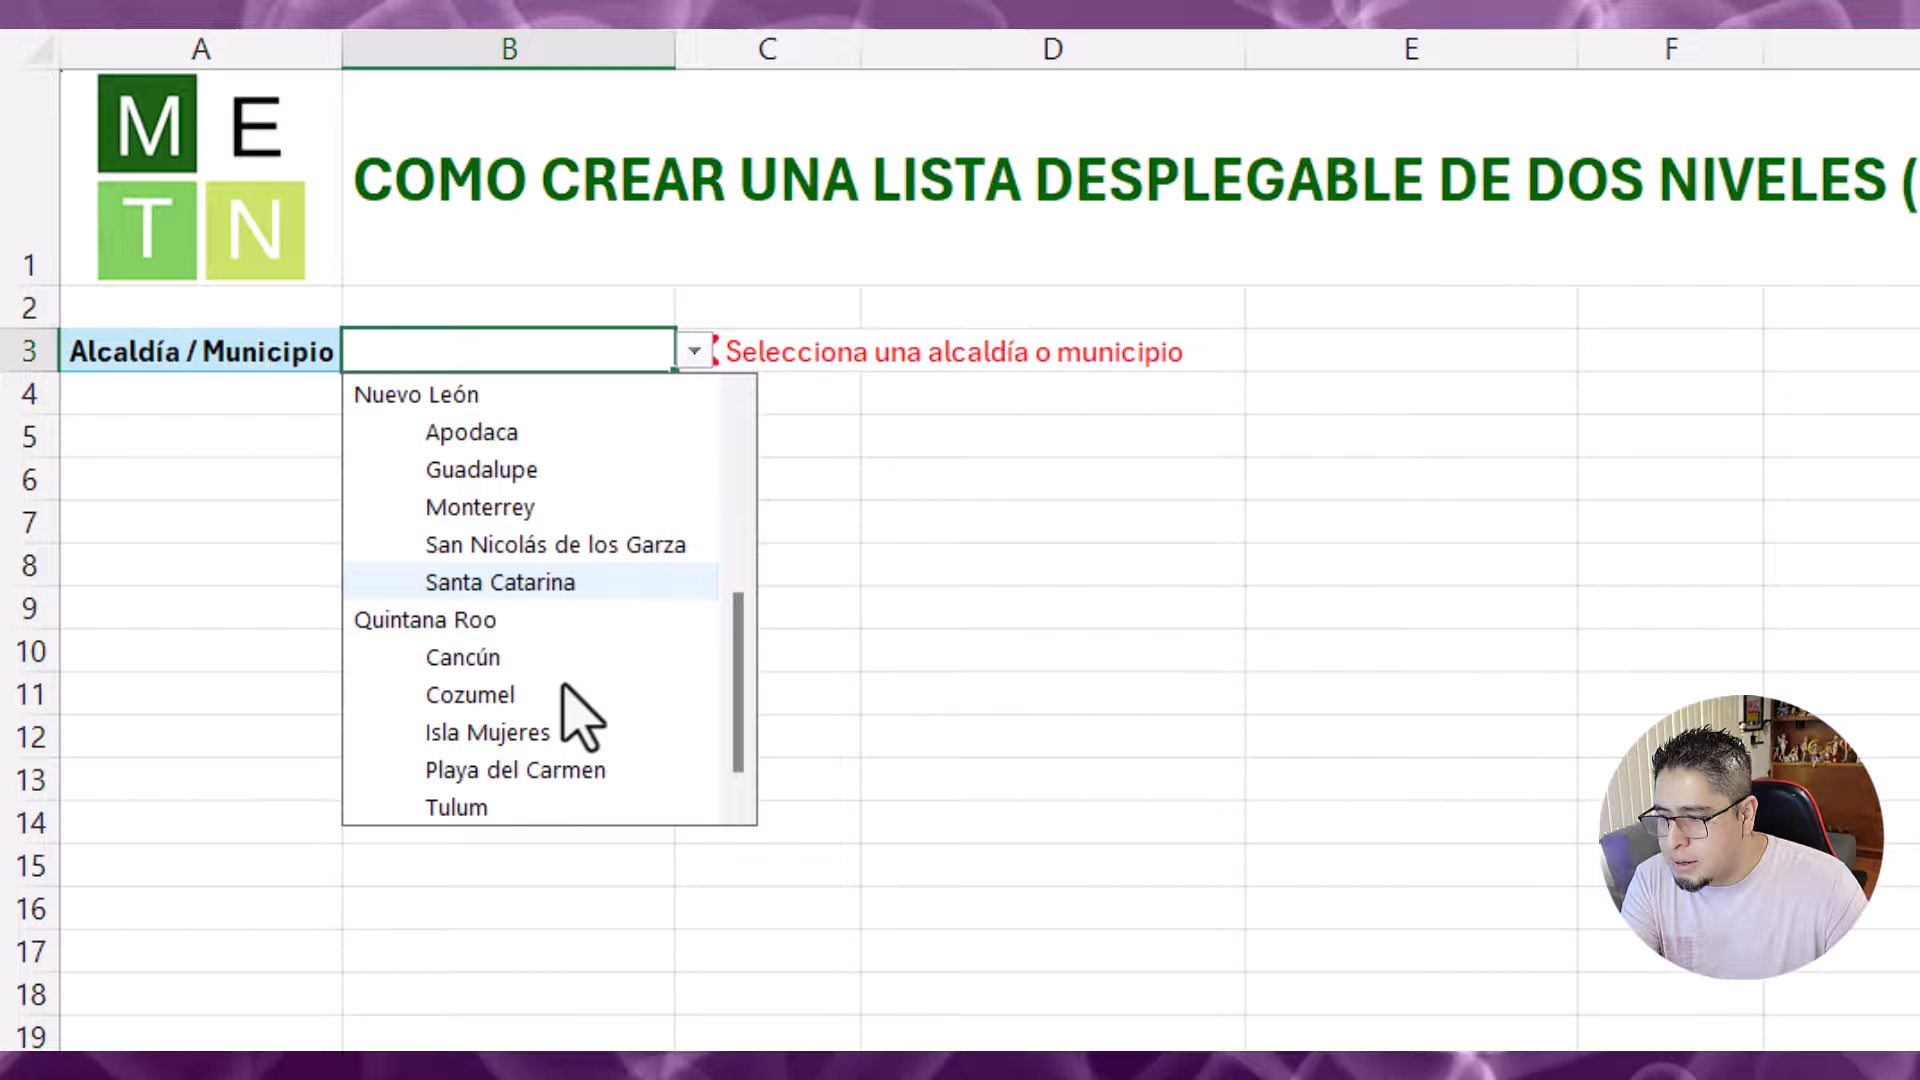 A B C D E F
M E
T N
COMO CREAR UNA LISTA DESPLEGABLE DE DOS NIVELES (
1
2
3 Alcaldía / Municipio Selecciona una alcaldía o municipio
4 Nuevo León
5 Apodaca
6 Guadalupe
7 Monterrey
8 San Nicolás de los Garza
Santa Catarina
9 Quintana Roo
10 Cancún
11 Cozumel
12 Isla Mujeres
13 Playa del Carmen
14 Tulum
15
16
17
18
19